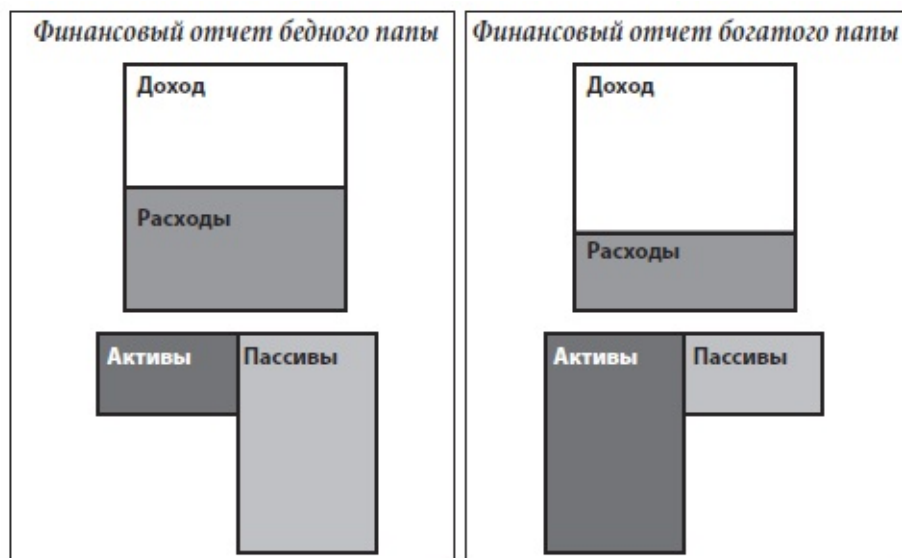 Финансовый отчет бедного папы
Доход
Расходы
Активы
Пассивы
Финансовый отчет богатого папы
Доход
Расходы
Активы
Пассивы